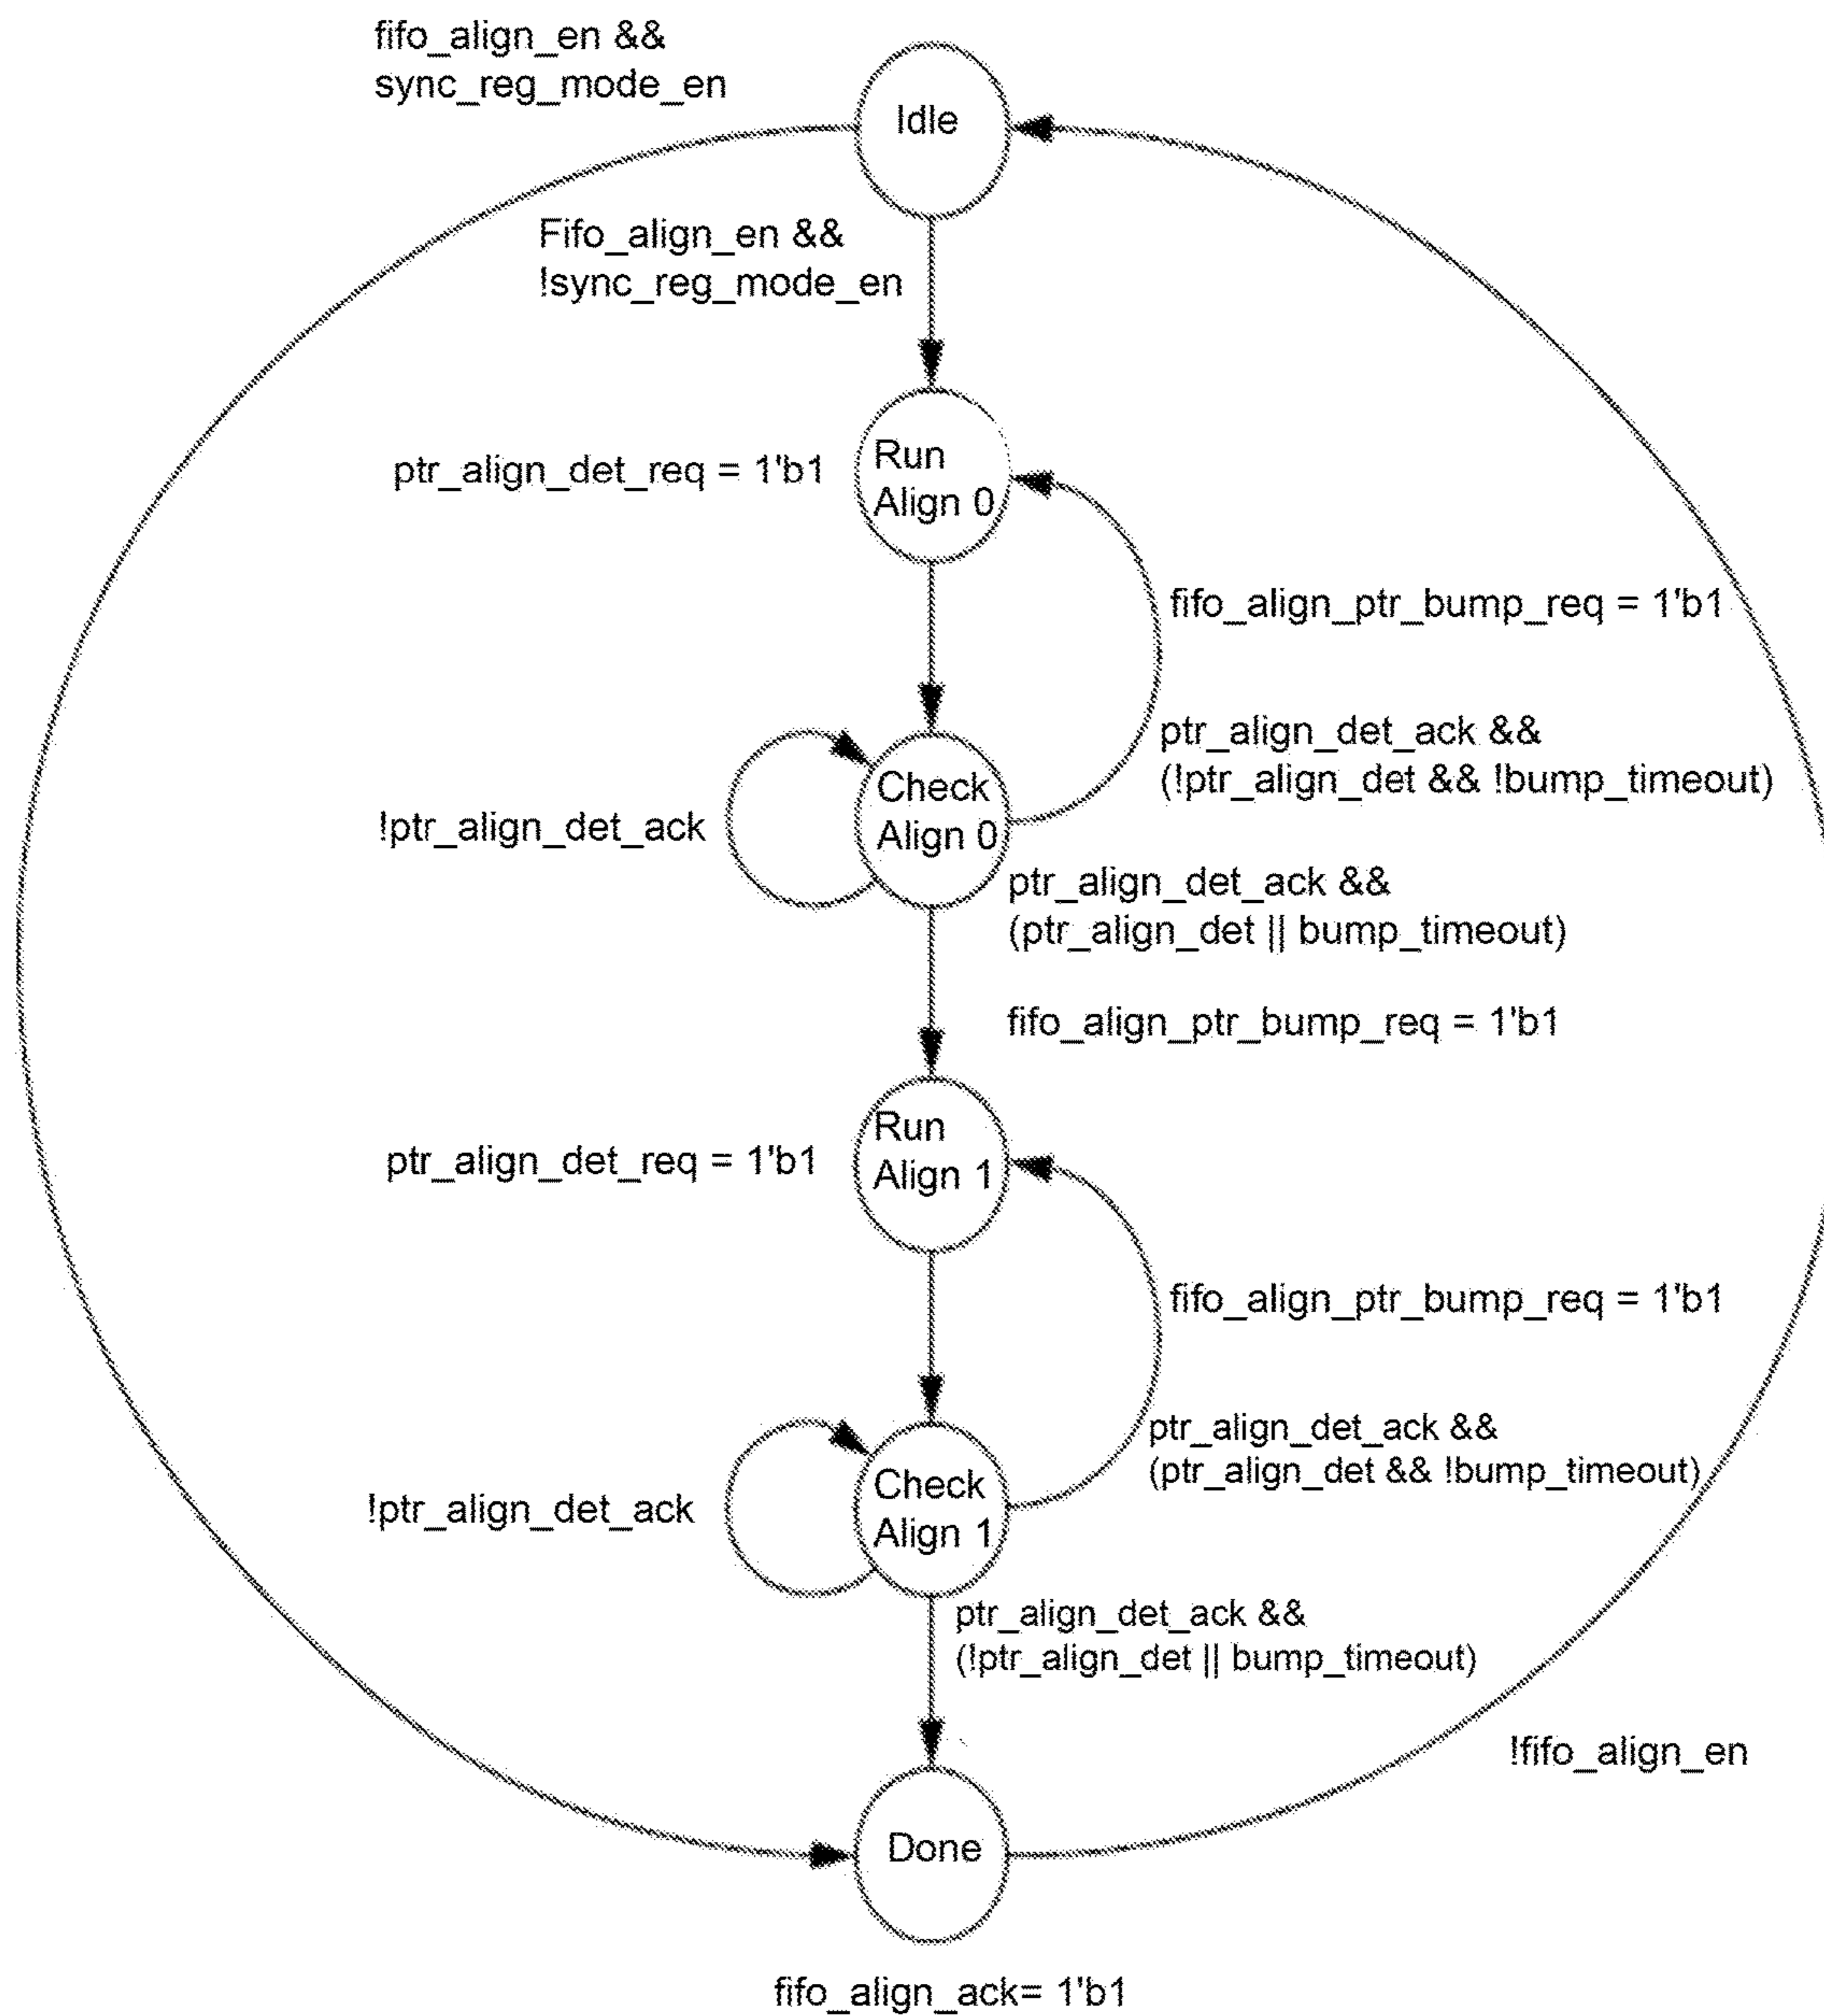 fifo_align_en &&
sync_reg_mode_en
Idle
Fifo_align_en &&
!sync_reg_mode_en
Run
Align 0
ptr_align_det_req = 1'b1
fifo_align_ptr_bump_req = 1'b1
ptr_align_det_ack &&
(!ptr_align_det && !bump_timeout)
Check
Align 0
!ptr_align_det_ack
ptr_align_det_ack &&
(ptr_align_det || bump_timeout)
fifo_align_ptr_bump_req = 1'b1
Run
Align 1
ptr_align_det_req = 1'b1
fifo_align_ptr_bump_req = 1'b1
ptr_align_det_ack &&
(ptr_align_det && !bump_timeout)
Check
Align 1
!ptr_align_det_ack
ptr_align_det_ack &&
(!ptr_align_det || bump_timeout)
!fifo_align_en
Done
fifo_align_ack= 1'b1